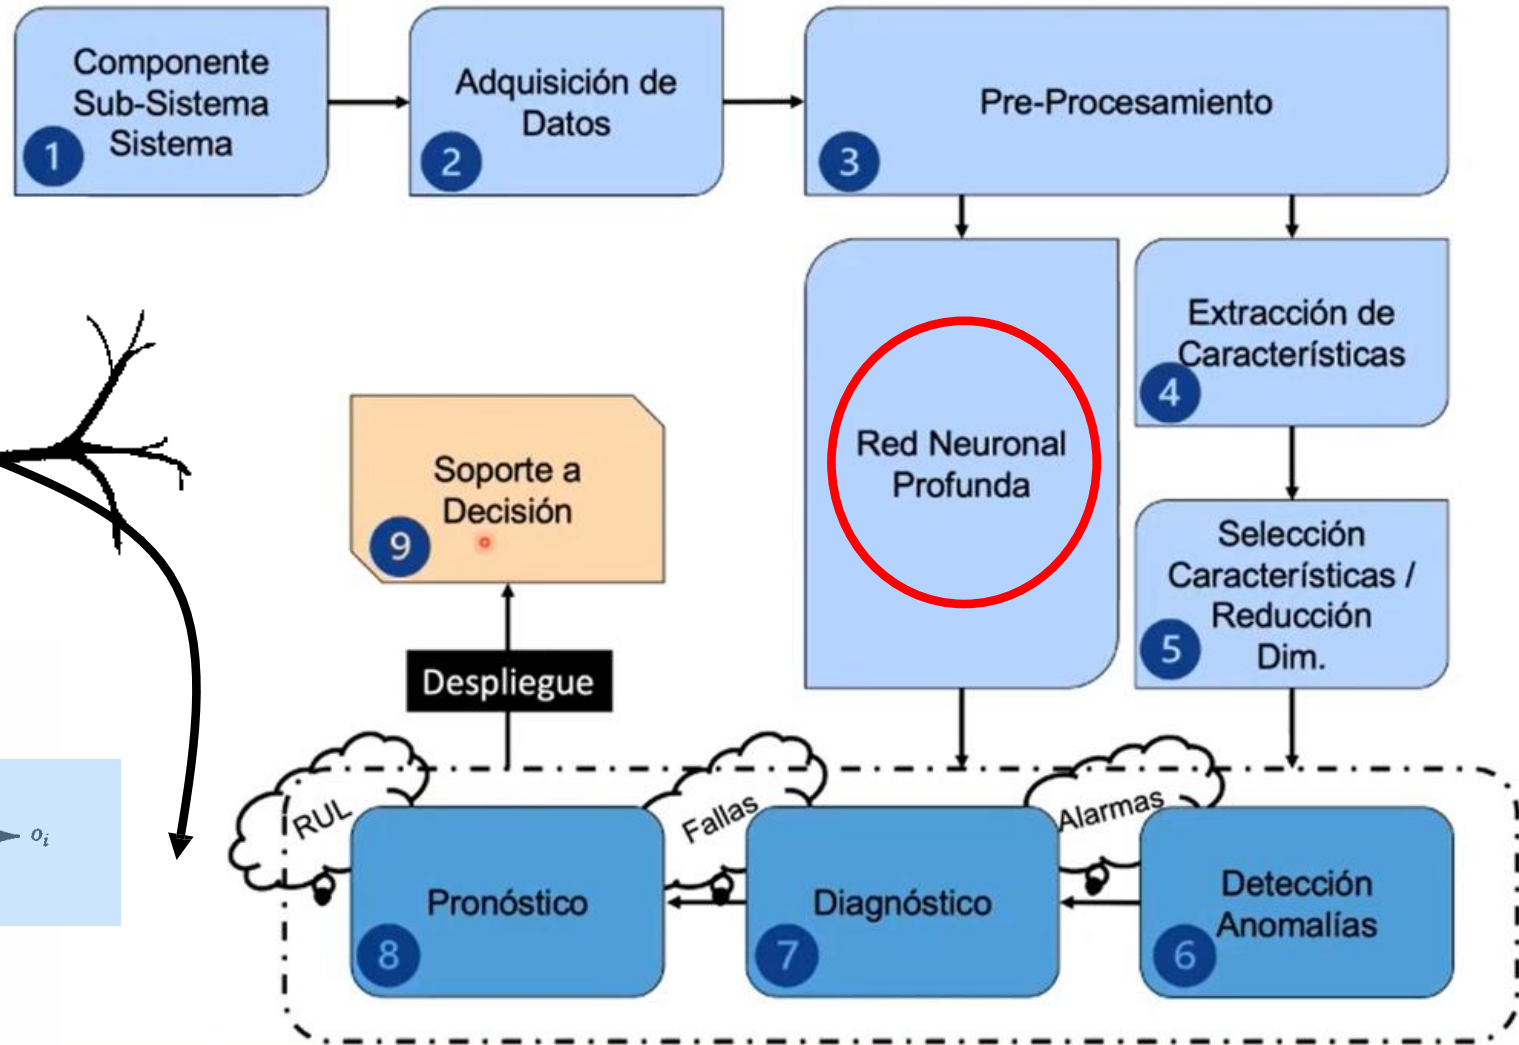 Componente
Sub-Sistema
Sistema
1
Adquisición de
Datos
2
Pre-Procesamiento
3
Red Neuronal
Profunda
Extracción de
Características
4
Selección
Características /
Reducción
Dim.
5
Soporte a
Decisión
9
Despliegue
RUL
Fallas
Alarmas
Pronóstico
8
Diagnóstico
7
Detección
Anomalías
6
o_i